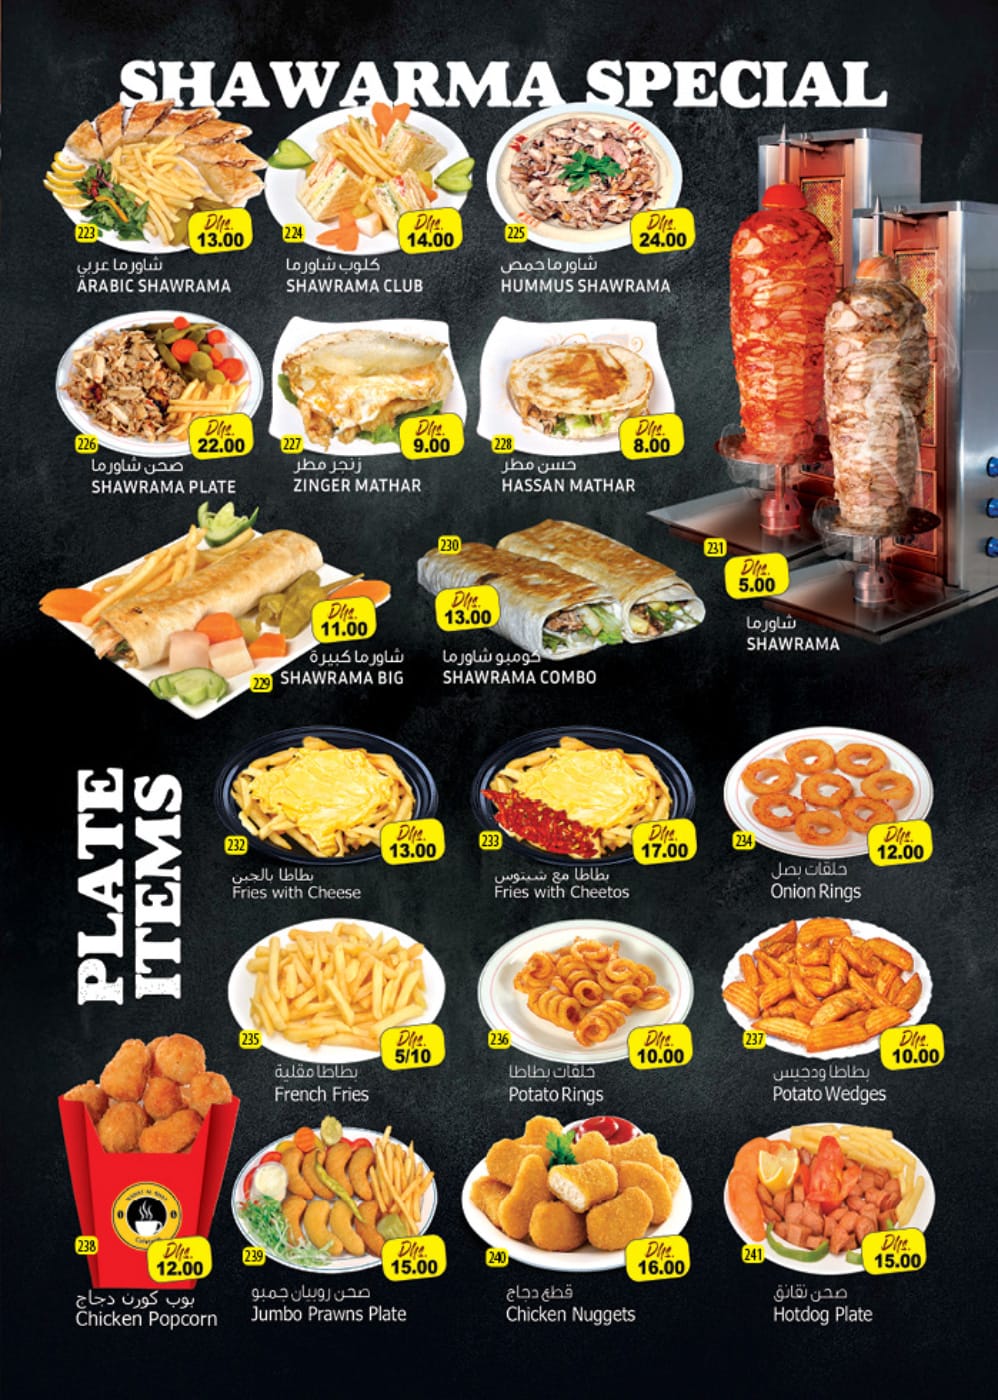 SHAWARMA SPECIAL
223
Dhs.
13.00
شاورما عربي
ARABIC SHAWRAMA
224
Dhs.
14.00
كلوب شاورما
SHAWRAMA CLUB
225
Dhs.
24.00
شاورما حمص
HUMMUS SHAWRAMA
226
Dhs.
22.00
صحن شاورما
SHAWRAMA PLATE
227
Dhs.
9.00
زنجر مطر
ZINGER MATHAR
228
Dhs.
8.00
حسن مطر
HASSAN MATHAR
Dhs.
11.00
شاورما كبيرة
SHAWRAMA BIG
229
230
Dhs.
13.00
كومبو شاورما
SHAWRAMA COMBO
231
Dhs.
5.00
شاورما
SHAWRAMA
PLATE
ITEMS
232
Dhs.
13.00
بطاطا بالجبن
Fries with Cheese
233
Dhs.
17.00
بطاطا مع شيتوس
Fries with Cheetos
234
Dhs.
12.00
حلقات بصل
Onion Rings
235
Dhs.
5/10
بطاطا مقلية
French Fries
236
Dhs.
10.00
حلقات بطاطا
Potato Rings
237
Dhs.
10.00
بطاطا ودجيس
Potato Wedges
238
Dhs.
12.00
بوب كورن دجاج
Chicken Popcorn
239
Dhs.
15.00
صحن روبيان جمبو
Jumbo Prawns Plate
240
Dhs.
16.00
قطع دجاج
Chicken Nuggets
241
Dhs.
15.00
صحن نقانق
Hotdog Plate